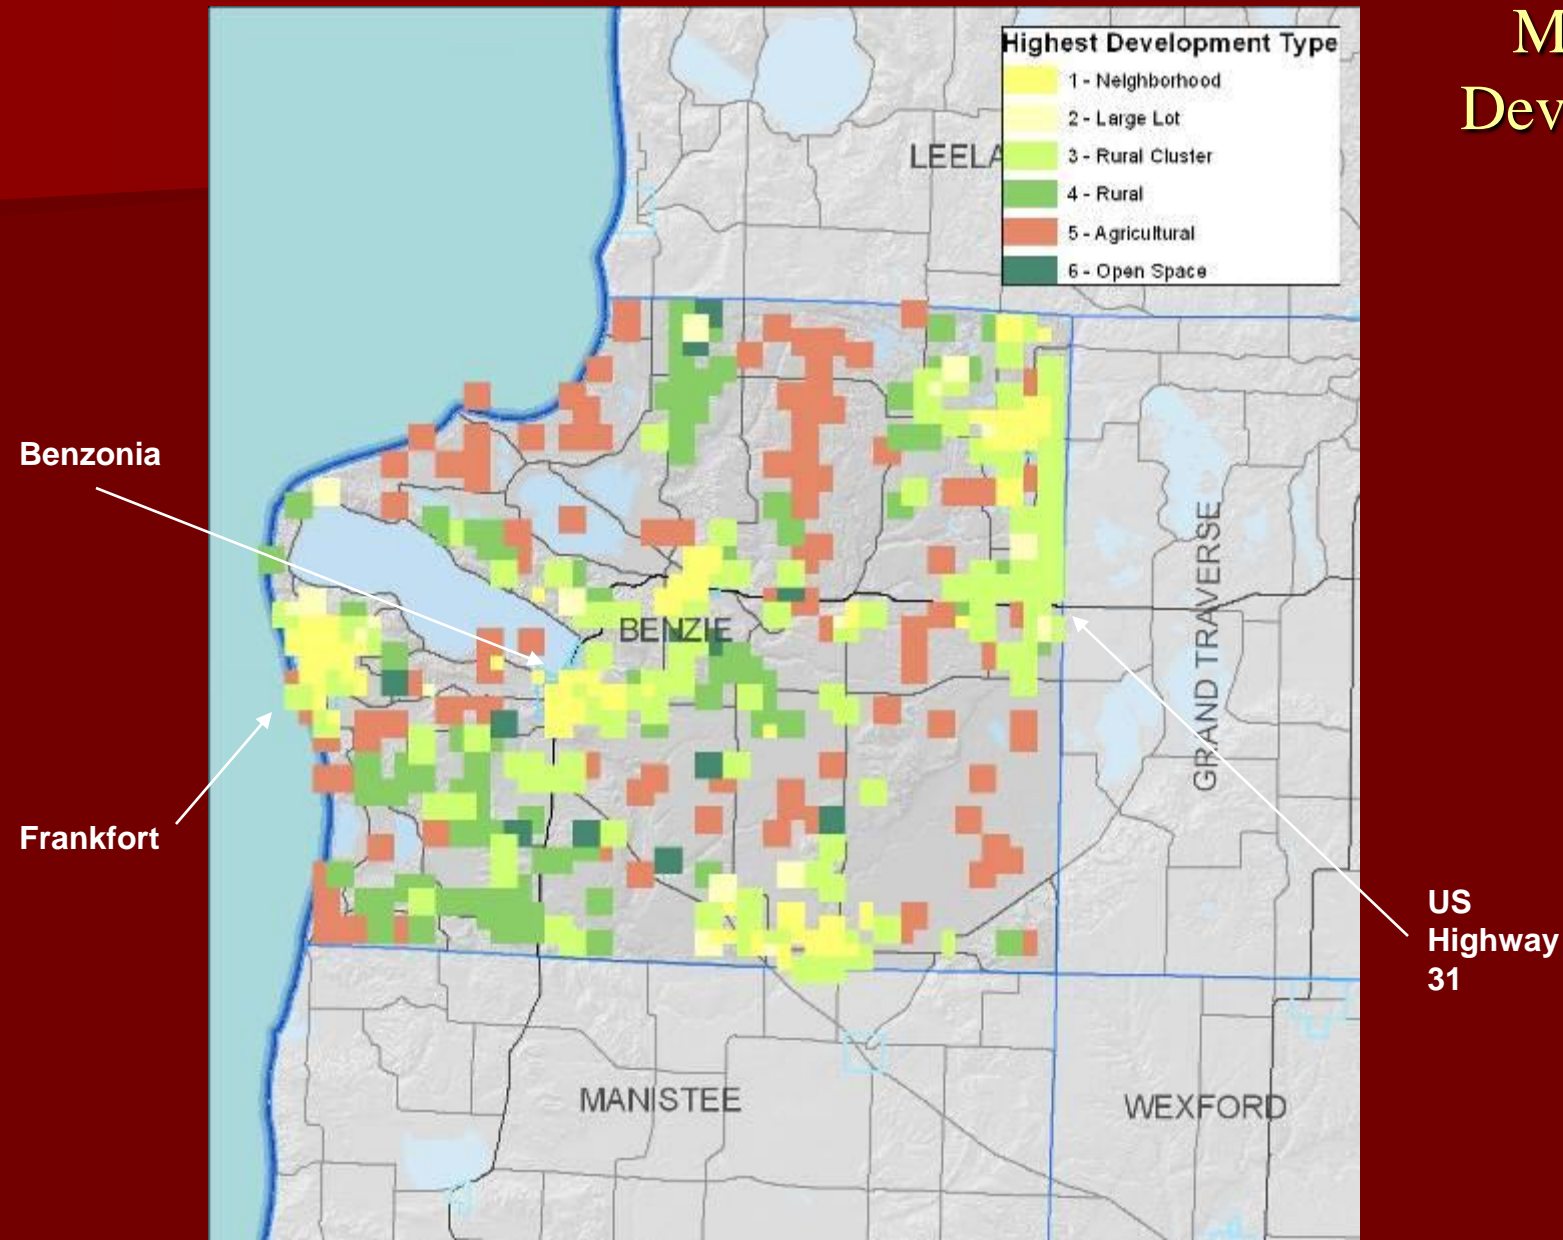 M
Dev
Highest Development Type
1 - Neighborhood
2 - Large Lot
3 - Rural Cluster
4 - Rural
5 - Agricultural
6 - Open Space
LEELA
Benzonia
BENZIE
GRAND TRAVERSE
Frankfort
US
Highway
31
MANISTEE
WEXFORD